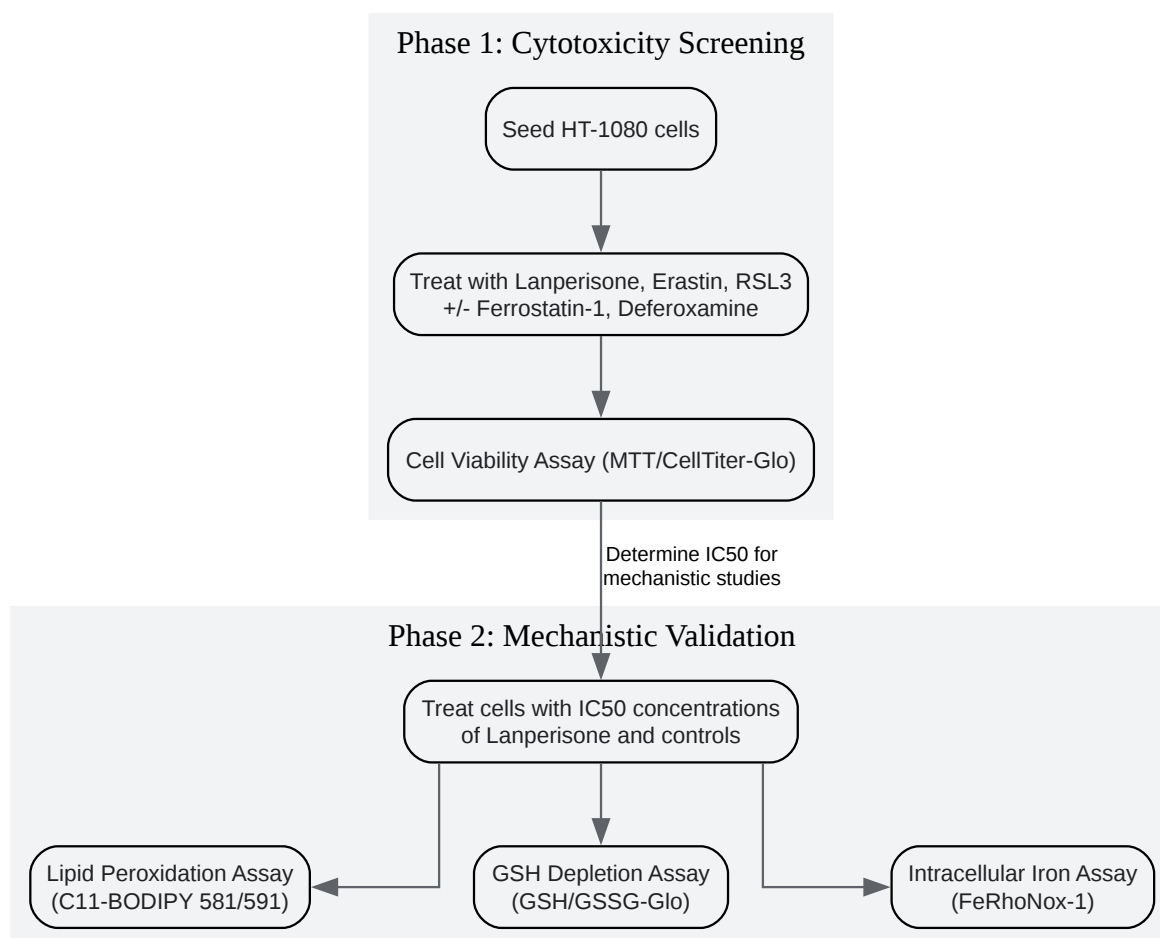 Phase 1: Cytotoxicity Screening
Seed HT-1080 cells
Treat with Lanperisone, Erastin, RSL3
+/- Ferrostatin-1, Deferoxamine
Cell Viability Assay (MTT/CellTiter-Glo)
Determine IC50 for
mechanistic studies
Phase 2: Mechanistic Validation
Treat cells with IC50 concentrations
of Lanperisone and controls
Lipid Peroxidation Assay
(C11-BODIPY 581/591)
GSH Depletion Assay
(GSH/GSSG-Glo)
Intracellular Iron Assay
(FeRhoNox-1)